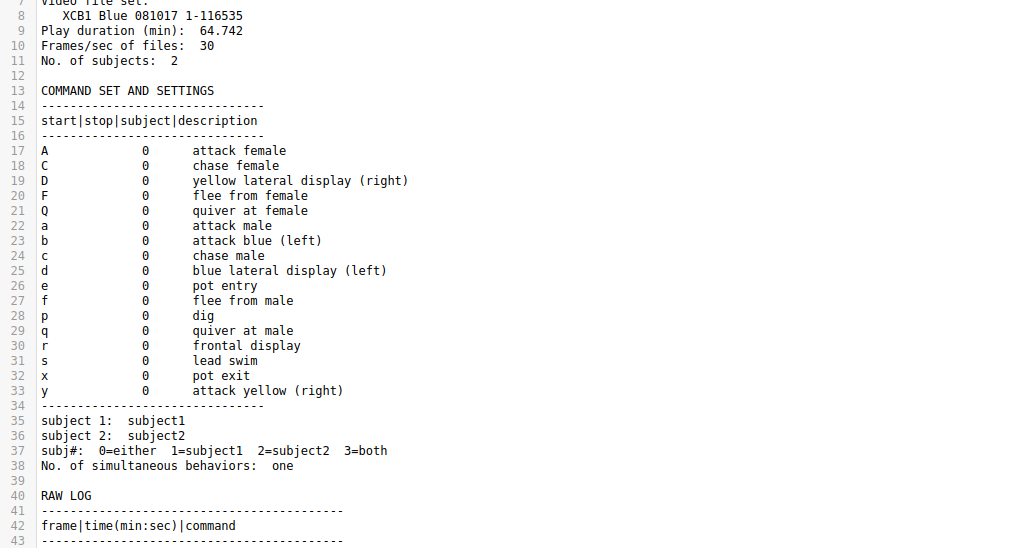 7 Video file set:
8    XCB1 Blue 081017 1-116535
9 Play duration (min):  64.742
10 Frames/sec of files:  30
11 No. of subjects:  2
12
13 COMMAND SET AND SETTINGS
14 -------------------------------
15 start|stop|subject|description
16 -------------------------------
17 A             0      attack female
18 C             0      chase female
19 D             0      yellow lateral display (right)
20 F             0      flee from female
21 Q             0      quiver at female
22 a             0      attack male
23 b             0      attack blue (left)
24 c             0      chase male
25 d             0      blue lateral display (left)
26 e             0      pot entry
27 f             0      flee from male
28 p             0      dig
29 q             0      quiver at male
30 r             0      frontal display
31 s             0      lead swim
32 x             0      pot exit
33 y             0      attack yellow (right)
34 -------------------------------
35 subject 1:  subject1
36 subject 2:  subject2
37 subj#:  0=either  1=subject1  2=subject2  3=both
38 No. of simultaneous behaviors:  one
39
40 RAW LOG
41 ------------------------------------------
42 frame|time(min:sec)|command
43 ------------------------------------------